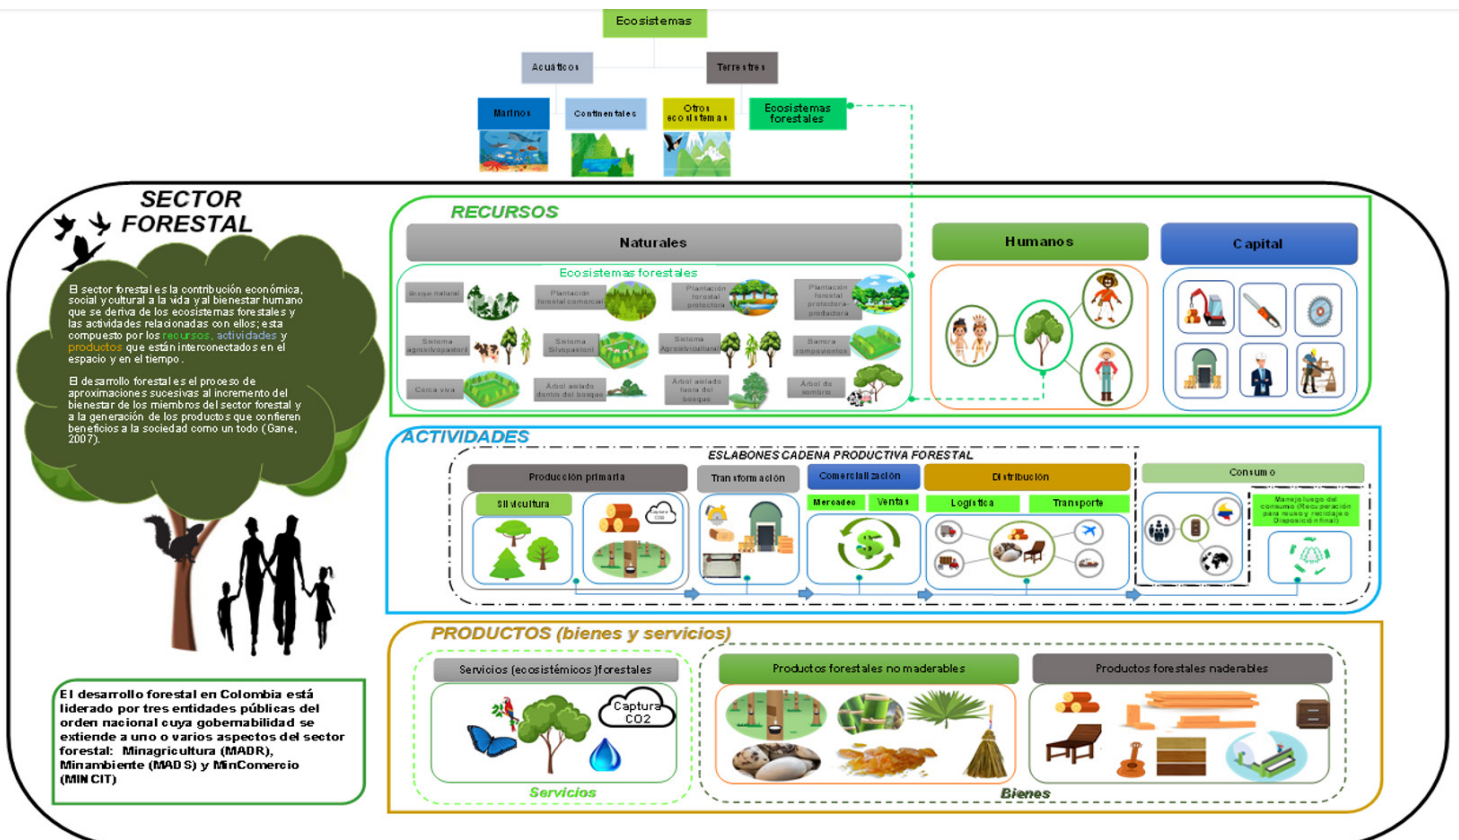 Ecosistemas
Acuáticos
Terrestres
Marinos
Continentales
Otros
ecosistemas
Ecosistemas
forestales
SECTOR
FORESTAL
El sector forestal es la contribución económica,
social y cultural a la vida y al bienestar humano
que se deriva de los ecosistemas forestales y
las actividades relacionadas con ellos; esta
compuesto por los recursos, actividades y
productos que están interconectados en el
espacio y en el tiempo.
El desarrollo forestal es el proceso de
aproximaciones sucesivas al incremento del
bienestar de los miembros del sector forestal y
a la generación de los productos que confieren
beneficios a la sociedad como un todo (Gane,
2007).
El desarrollo forestal en Colombia está
liderado por tres entidades públicas del
orden nacional cuya gobernabilidad se
extiende a uno o varios aspectos del sector
forestal: Minagricultura (MADR),
Minambiente (MADS) y MinComercio
(MINCIT)
RECURSOS
Naturales
Humanos
Capital
Ecosistemas forestales
Bosque natural
Plantación
forestal comercial
Plantación
forestal
protectora
Plantación
forestal
protectora-
productora
Sistema
agrosilvopastoril
Sistema
Silvopastoril
Sistema
Agrosilvicultural
Barrera
rompevientos
Cerca viva
Árbol aislado
dentro del bosque
Árbol aislado
fuera del
bosque
Árbol de
sombrío
ACTIVIDADES
ESLABONES CADENA PRODUCTIVA FORESTAL
Producción primaria
Transformación
Comercialización
Distribución
Consumo
Silvicultura
Captura
CO2
Mercadeo
Ventas
Logística
Transporte
Manejo luego del
consumo (Recuperación
para reuso y reciclaje o
Disposición final)
PRODUCTOS (bienes y servicios)
Servicios (ecosistémicos )forestales
Productos forestales no maderables
Productos forestales naderables
Captura
CO2
Servicios
Bienes